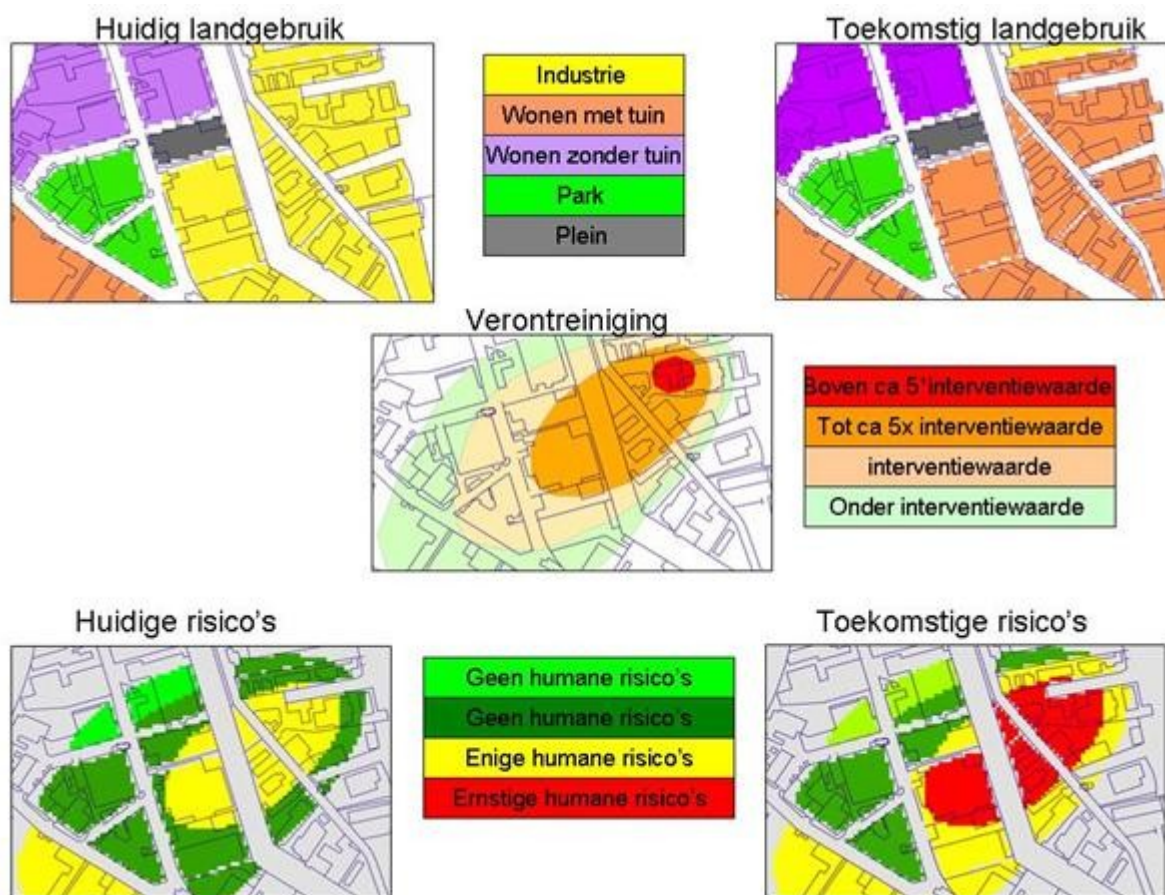 Huidig landgebruik
Toekomstig landgebruik
Industrie
Wonen met tuin
Wonen zonder tuin
Park
Plein
Verontreiniging
Boven ca 5*interventiewaarde
Tot ca 5x interventiewaarde
interventiewaarde
Onder interventiewaarde
Huidige risico's
Toekomstige risico's
Geen humane risico's
Geen humane risico's
Enige humane risico's
Ernstige humane risico's